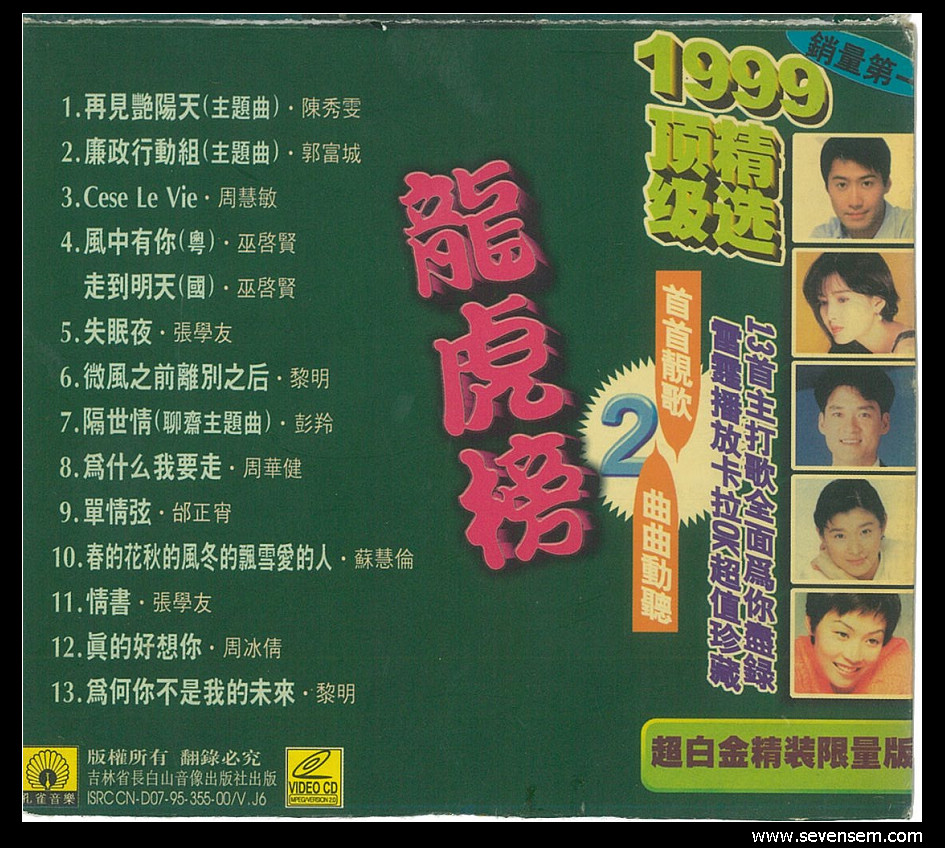 1.再見艷陽天(主題曲)·陳秀雯
2.廉政行動組(主題曲)·郭富城
3.Cese Le Vie·周慧敏
4.風中有你(粵)·巫啓賢
走到明天(國)·巫啓賢
5.失眠夜·張學友
6.微風之前離別之后·黎明
7.隔世情(聊齋主題曲)·彭羚
8.爲什么我要走·周華健
9.單情弦·邰正宵
10.春的花秋的風冬的飄雪愛的人·蘇慧倫
11.情書·張學友
12.眞的好想你·周冰倩
13.爲何你不是我的未來·黎明
龍虎榜
2
首首靚歌
曲曲動聽
銷量第一
1999
顶级
精选
13首主打歌全面爲你盡錄
播放卡拉OK超值珍藏
超白金精装限量版
孔雀音樂
版權所有 翻錄必究
吉林省長白山音像出版社出版
ISRC CN-D07-95-355-00/V.J6
VIDEO CD
MPEG/VERSION 2.0
www.sevensem.com